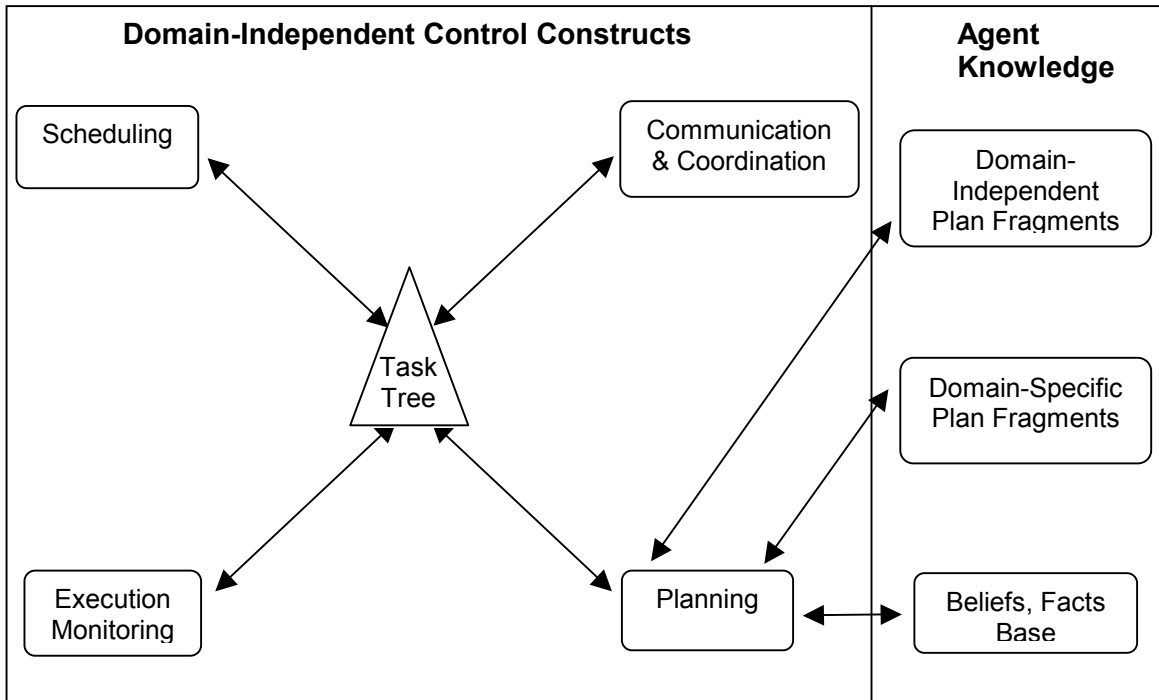 Domain-Independent Control Constructs
Agent
Knowledge
Scheduling
Communication
& Coordination
Domain-
Independent
Plan Fragments
Task
Tree
Domain-Specific
Plan Fragments
Execution
Monitoring
Planning
Beliefs, Facts
Base